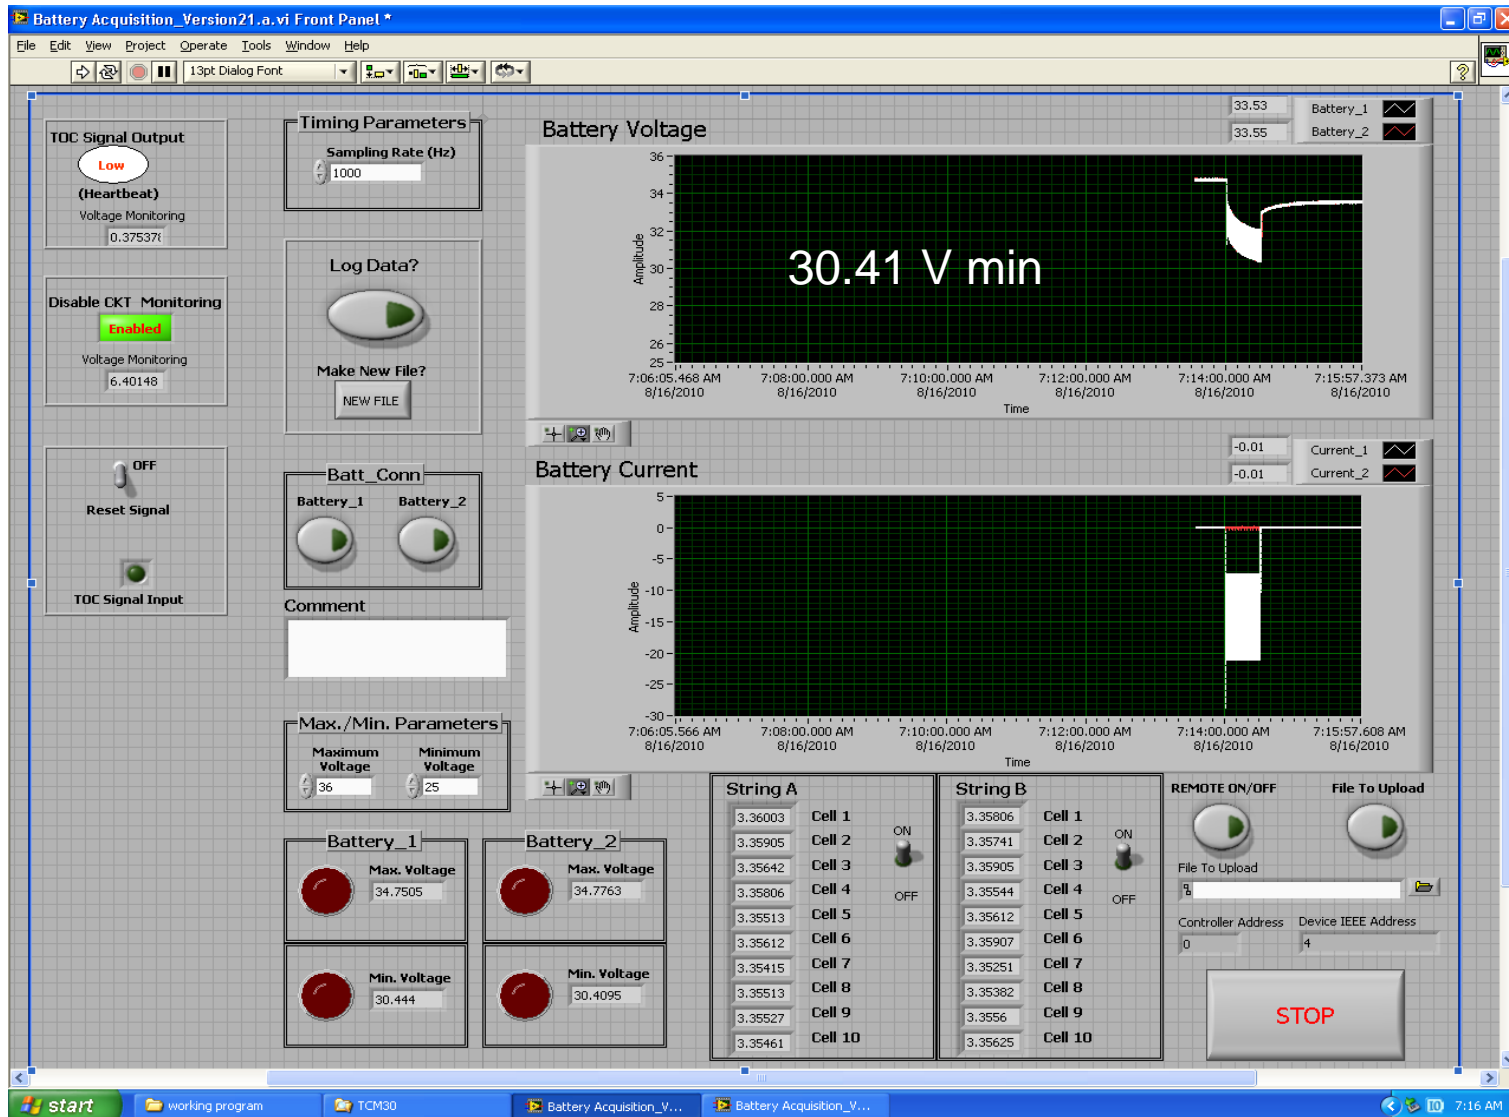 Battery Acquisition_Version21.a.vi Front Panel *
File Edit View Project Operate Tools Window Help
13pt Dialog Font
TOC Signal Output
Low
(Heartbeat)
Voltage Monitoring
0.37537
Disable CKT Monitoring
Enabled
Voltage Monitoring
6.40148
OFF
Reset Signal
TOC Signal Input
Timing Parameters
Sampling Rate (Hz)
1000
Log Data?
Make New File?
NEW FILE
Batt_Conn
Battery_1 Battery_2
Comment
Max./Min. Parameters
Maximum Voltage
Minimum Voltage
36 25
Battery_1
Max. Voltage
34.7505
Min. Voltage
30.444
Battery_2
Max. Voltage
34.7763
Min. Voltage
30.4095
Battery Voltage
33.53 Battery_1
33.55 Battery_2
Amplitude
36
34
32
30
28
26
25
30.41 V min
7:06:05.468 AM 7:08:00.000 AM 7:10:00.000 AM 7:12:00.000 AM 7:14:00.000 AM 7:15:57.373 AM
8/16/2010 8/16/2010 8/16/2010 8/16/2010 8/16/2010 8/16/2010
Time
Battery Current
-0.01 Current_1
-0.01 Current_2
Amplitude
5
0
-5
-10
-15
-20
-25
-30
7:06:05.566 AM 7:08:00.000 AM 7:10:00.000 AM 7:12:00.000 AM 7:14:00.000 AM 7:15:57.608 AM
8/16/2010 8/16/2010 8/16/2010 8/16/2010 8/16/2010 8/16/2010
Time
String A
3.36003 Cell 1
3.35905 Cell 2
3.35642 Cell 3
3.35806 Cell 4
3.35513 Cell 5
3.35612 Cell 6
3.35415 Cell 7
3.35513 Cell 8
3.35527 Cell 9
3.35461 Cell 10
ON
OFF
String B
3.35806 Cell 1
3.35741 Cell 2
3.35905 Cell 3
3.35544 Cell 4
3.35612 Cell 5
3.35907 Cell 6
3.35251 Cell 7
3.35382 Cell 8
3.3556 Cell 9
3.35625 Cell 10
ON
OFF
REMOTE ON/OFF File To Upload
File To Upload
Controller Address Device IEEE Address
0 4
STOP
start working program TCM30 Battery Acquisition_V... Battery Acquisition_V... 7:16 AM